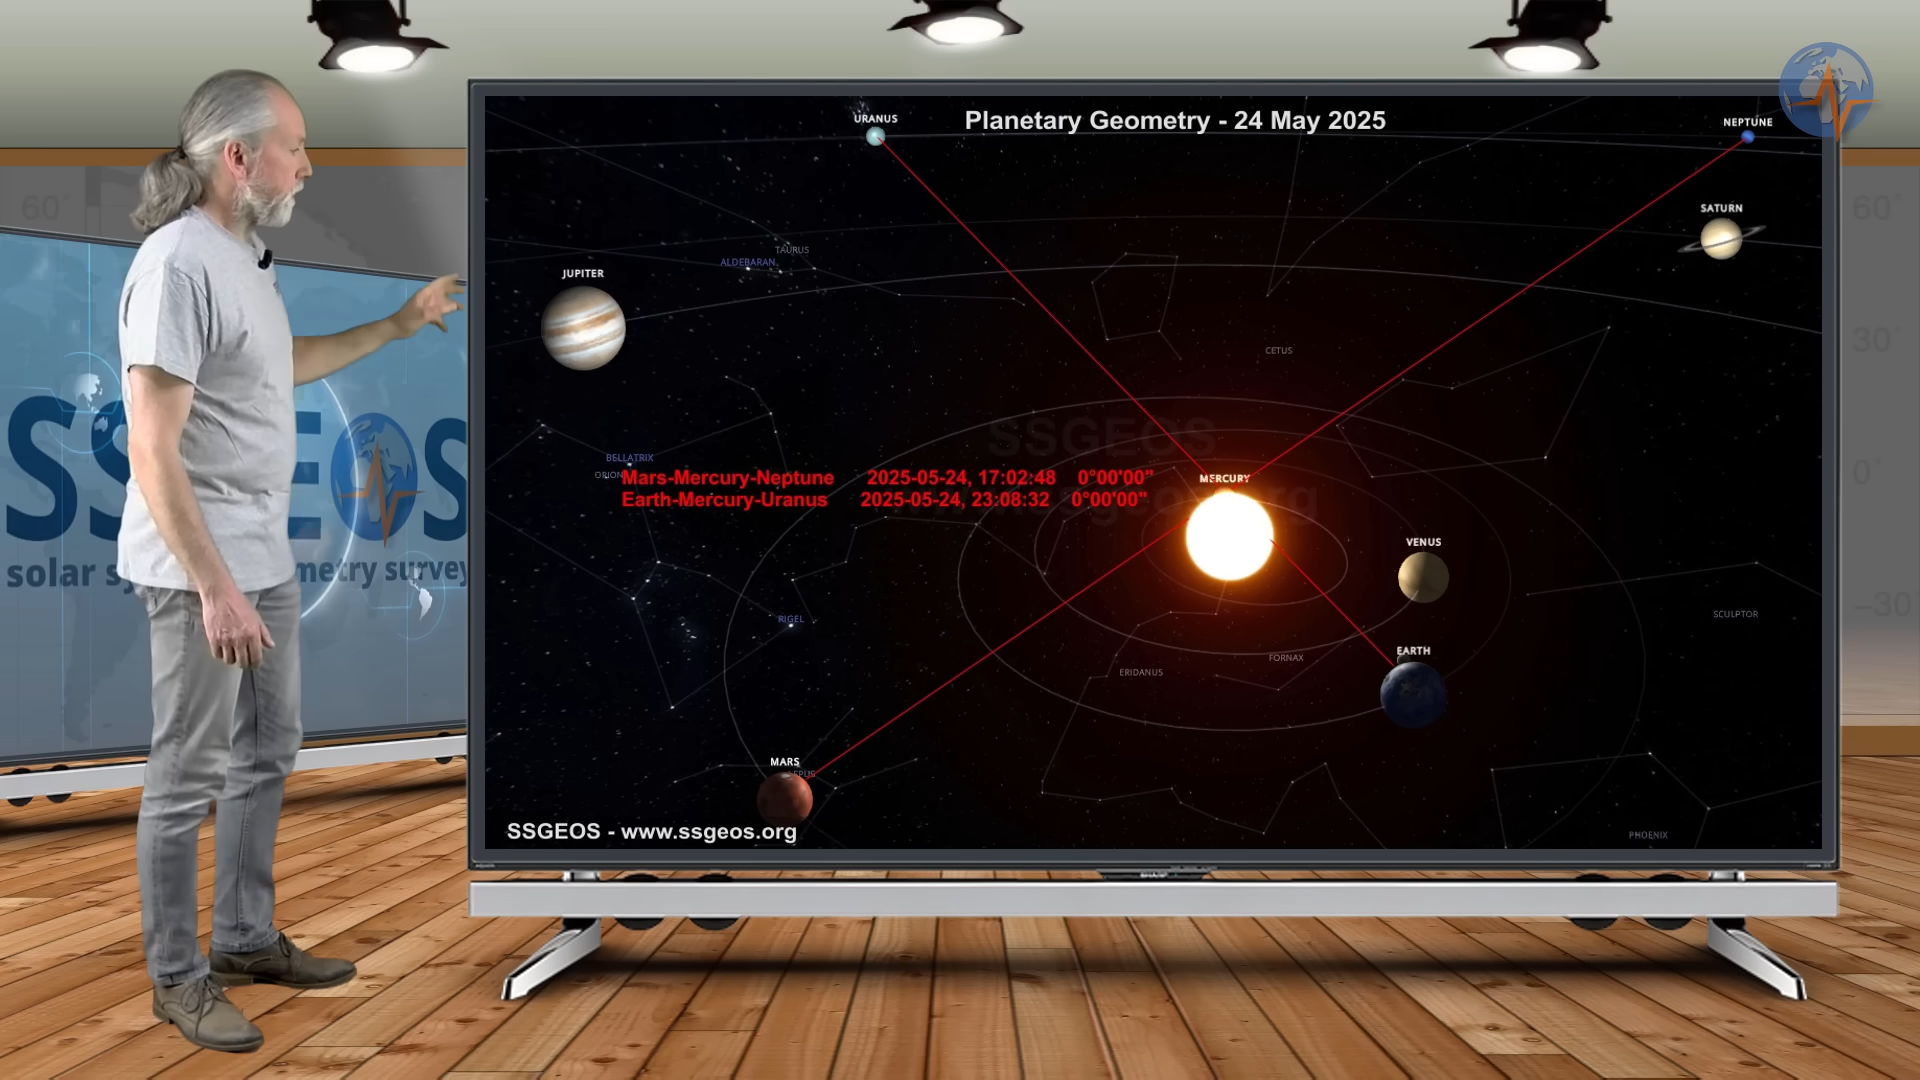 Planetary Geometry - 24 May 2025
URANUS
NEPTUNE
SATURN
TAURUS
ALDEBARAN
JUPITER
CETUS
SSGEOS
BELLATRIX
ORION
Mars-Mercury-Neptune 2025-05-24, 17:02:48 0°00'00"
Earth-Mercury-Uranus 2025-05-24, 23:08:32 0°00'00"
MERCURY
VENUS
RIGEL
SCULPTOR
EARTH
FORNAX
ERIDANUS
MARS
SSGEOS - www.ssgeos.org
PHOENIX
60°
60°
30°
0°
–30°
solar s
metry survey